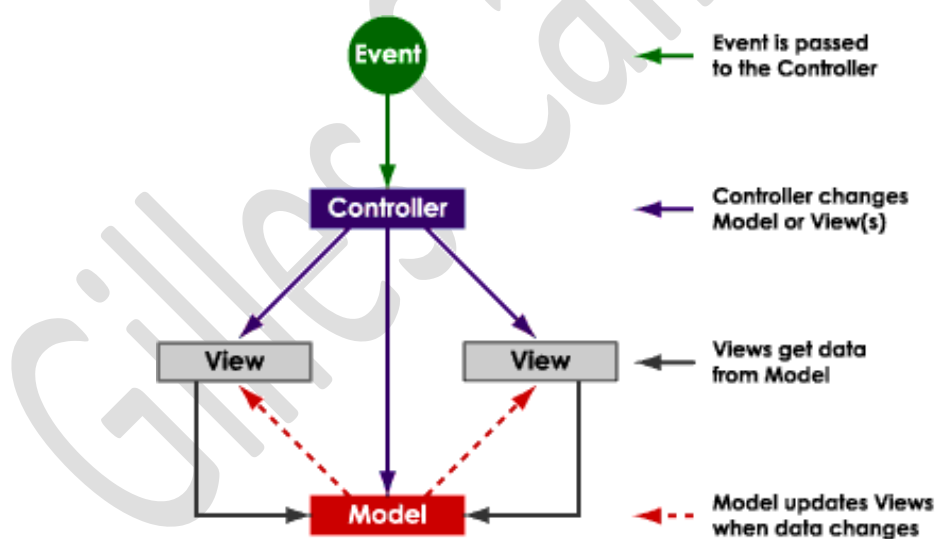 Event
Event is passed
to the Controller
Controller
Controller changes
Model or View(s)
View
View
Views get data
from Model
Model
Model updates Views
when data changes
Gilles